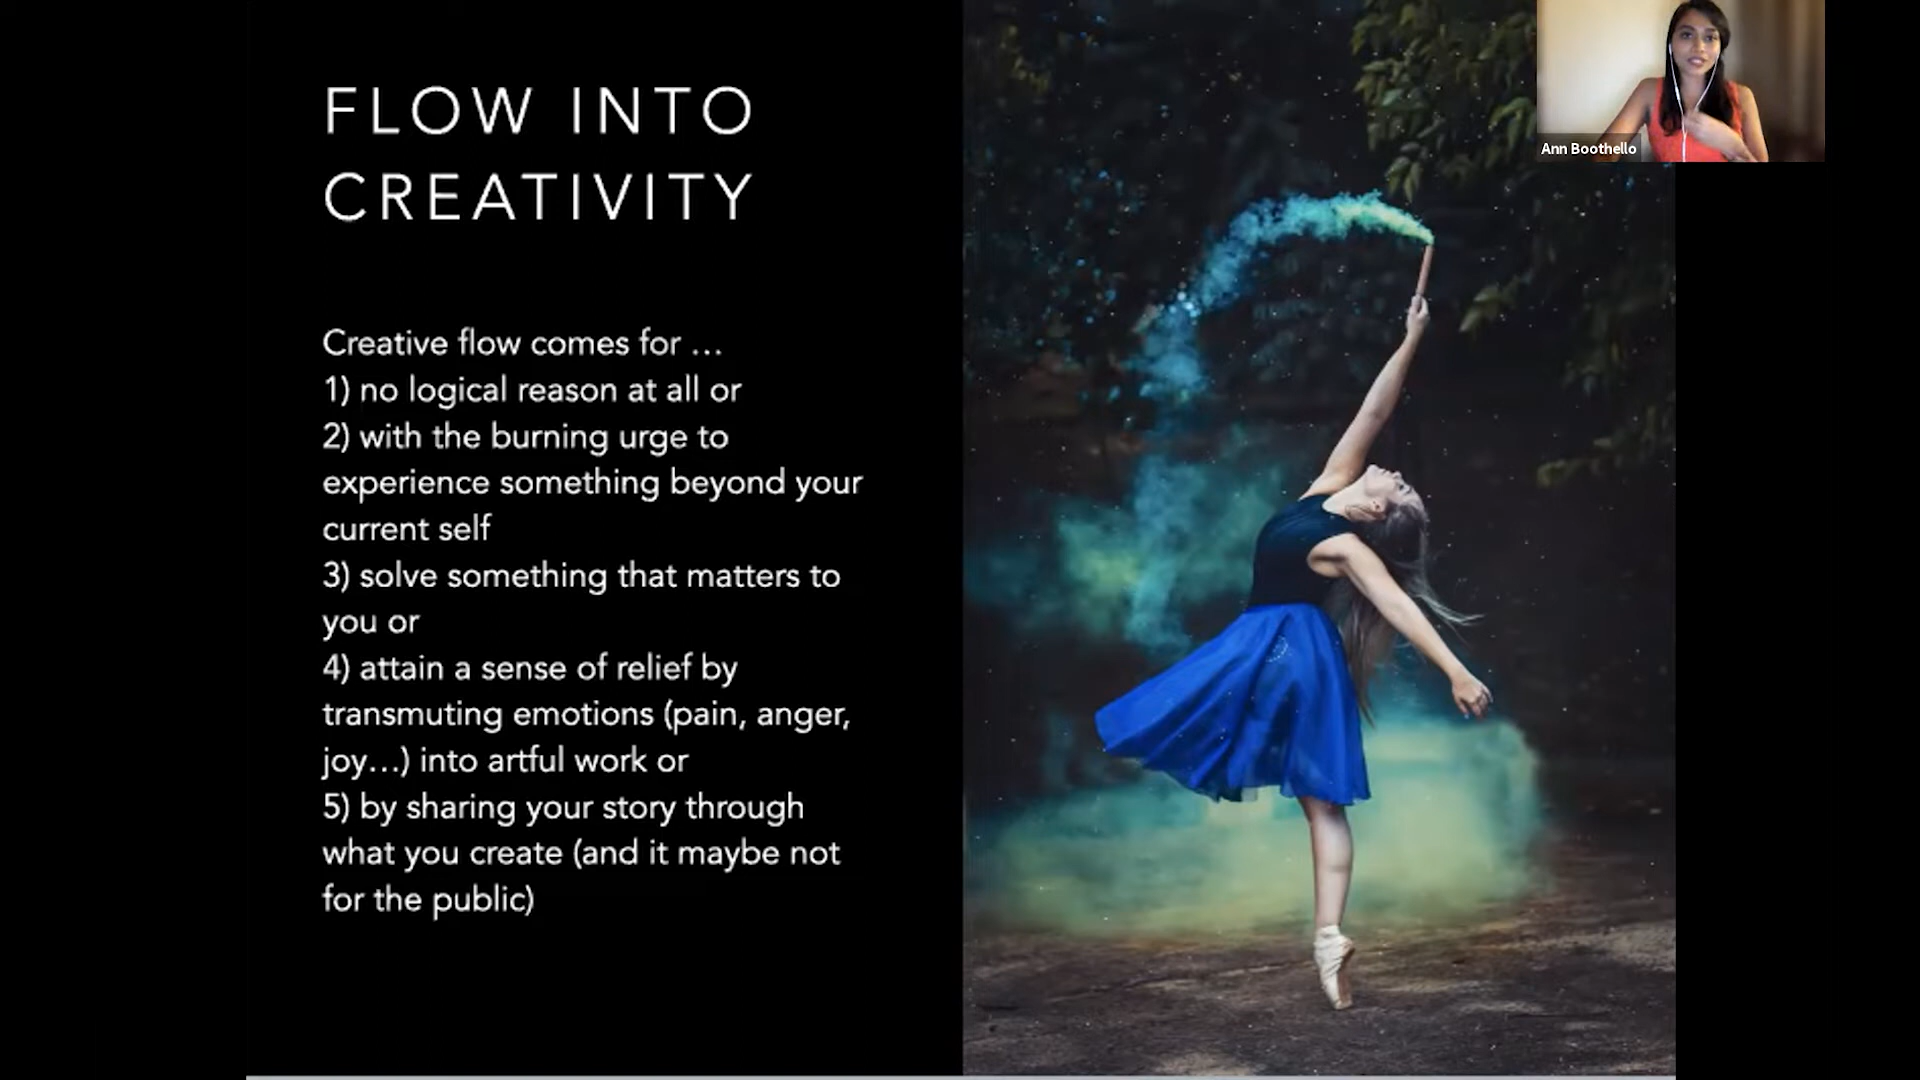 FLOW INTO
CREATIVITY
Creative flow comes for …
1) no logical reason at all or
2) with the burning urge to
experience something beyond your
current self
3) solve something that matters to
you or
4) attain a sense of relief by
transmuting emotions (pain, anger,
joy…) into artful work or
5) by sharing your story through
what you create (and it maybe not
for the public)
Ann Boothello